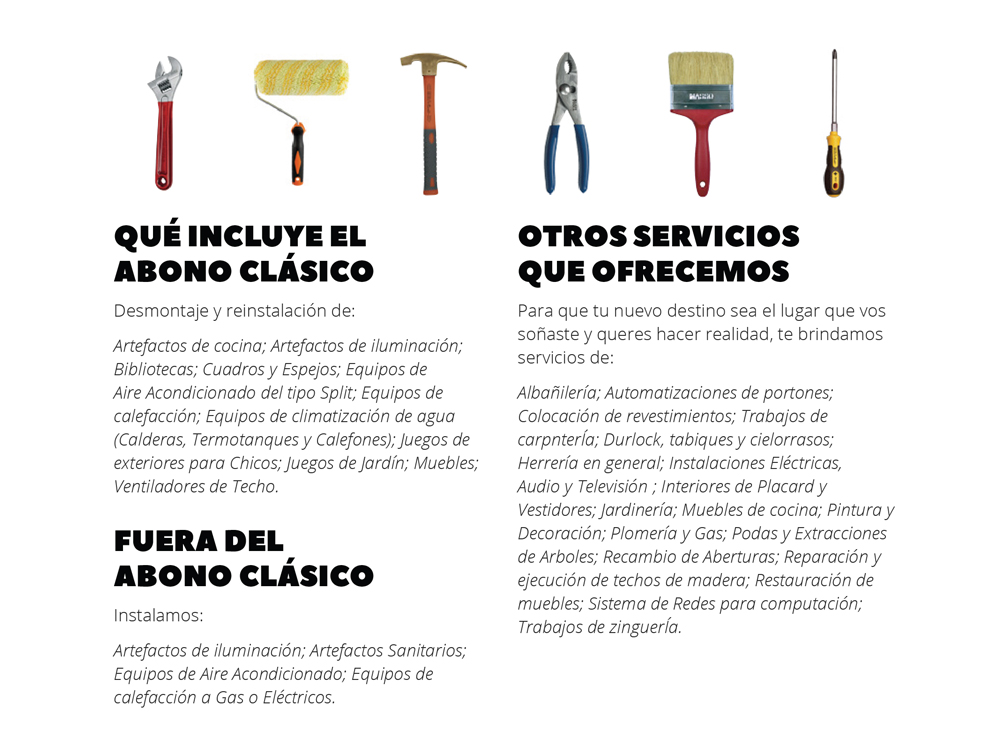 QUÉ INCLUYE EL
ABONO CLÁSICO
Desmontaje y reinstalación de:
Artefactos de cocina; Artefactos de iluminación;
Bibliotecas; Cuadros y Espejos; Equipos de
Aire Acondicionado del tipo Split; Equipos de
calefacción; Equipos de climatización de agua
(Calderas, Termotanques y Calefones); Juegos de
exteriores para Chicos; Juegos de Jardín; Muebles;
Ventiladores de Techo.
FUERA DEL
ABONO CLÁSICO
Instalamos:
Artefactos de iluminación; Artefactos Sanitarios;
Equipos de Aire Acondicionado; Equipos de
calefacción a Gas o Eléctricos.
OTROS SERVICIOS
QUE OFRECEMOS
Para que tu nuevo destino sea el lugar que vos
soñaste y queres hacer realidad, te brindamos
servicios de:
Albañilería; Automatizaciones de portones;
Colocación de revestimientos; Trabajos de
carpnterÍa; Durlock, tabiques y cielorrasos;
Herrería en general; Instalaciones Eléctricas,
Audio y Televisión ; Interiores de Placard y
Vestidores; Jardinería; Muebles de cocina; Pintura y
Decoración; Plomería y Gas; Podas y Extracciones
de Arboles; Recambio de Aberturas; Reparación y
ejecución de techos de madera; Restauración de
muebles; Sistema de Redes para computación;
Trabajos de zinguerÍa.